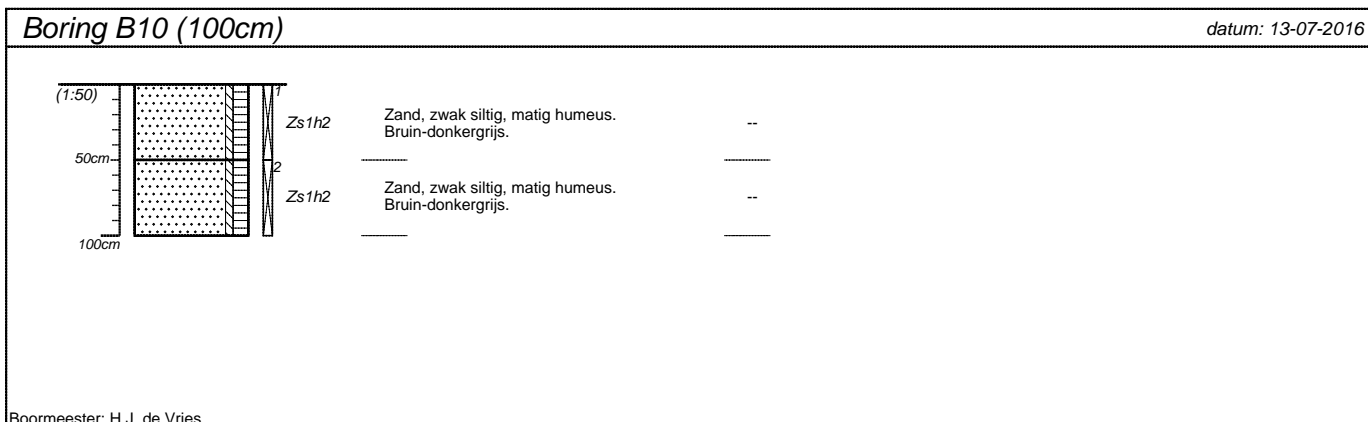 Boring B10 (100cm)
datum: 13-07-2016
(1:50)
1
Zs1h2
Zand, zwak siltig, matig humeus.
Bruin-donkergrijs.
--
50cm
2
Zs1h2
Zand, zwak siltig, matig humeus.
Bruin-donkergrijs.
--
100cm
Boormeester: H.J. de Vries